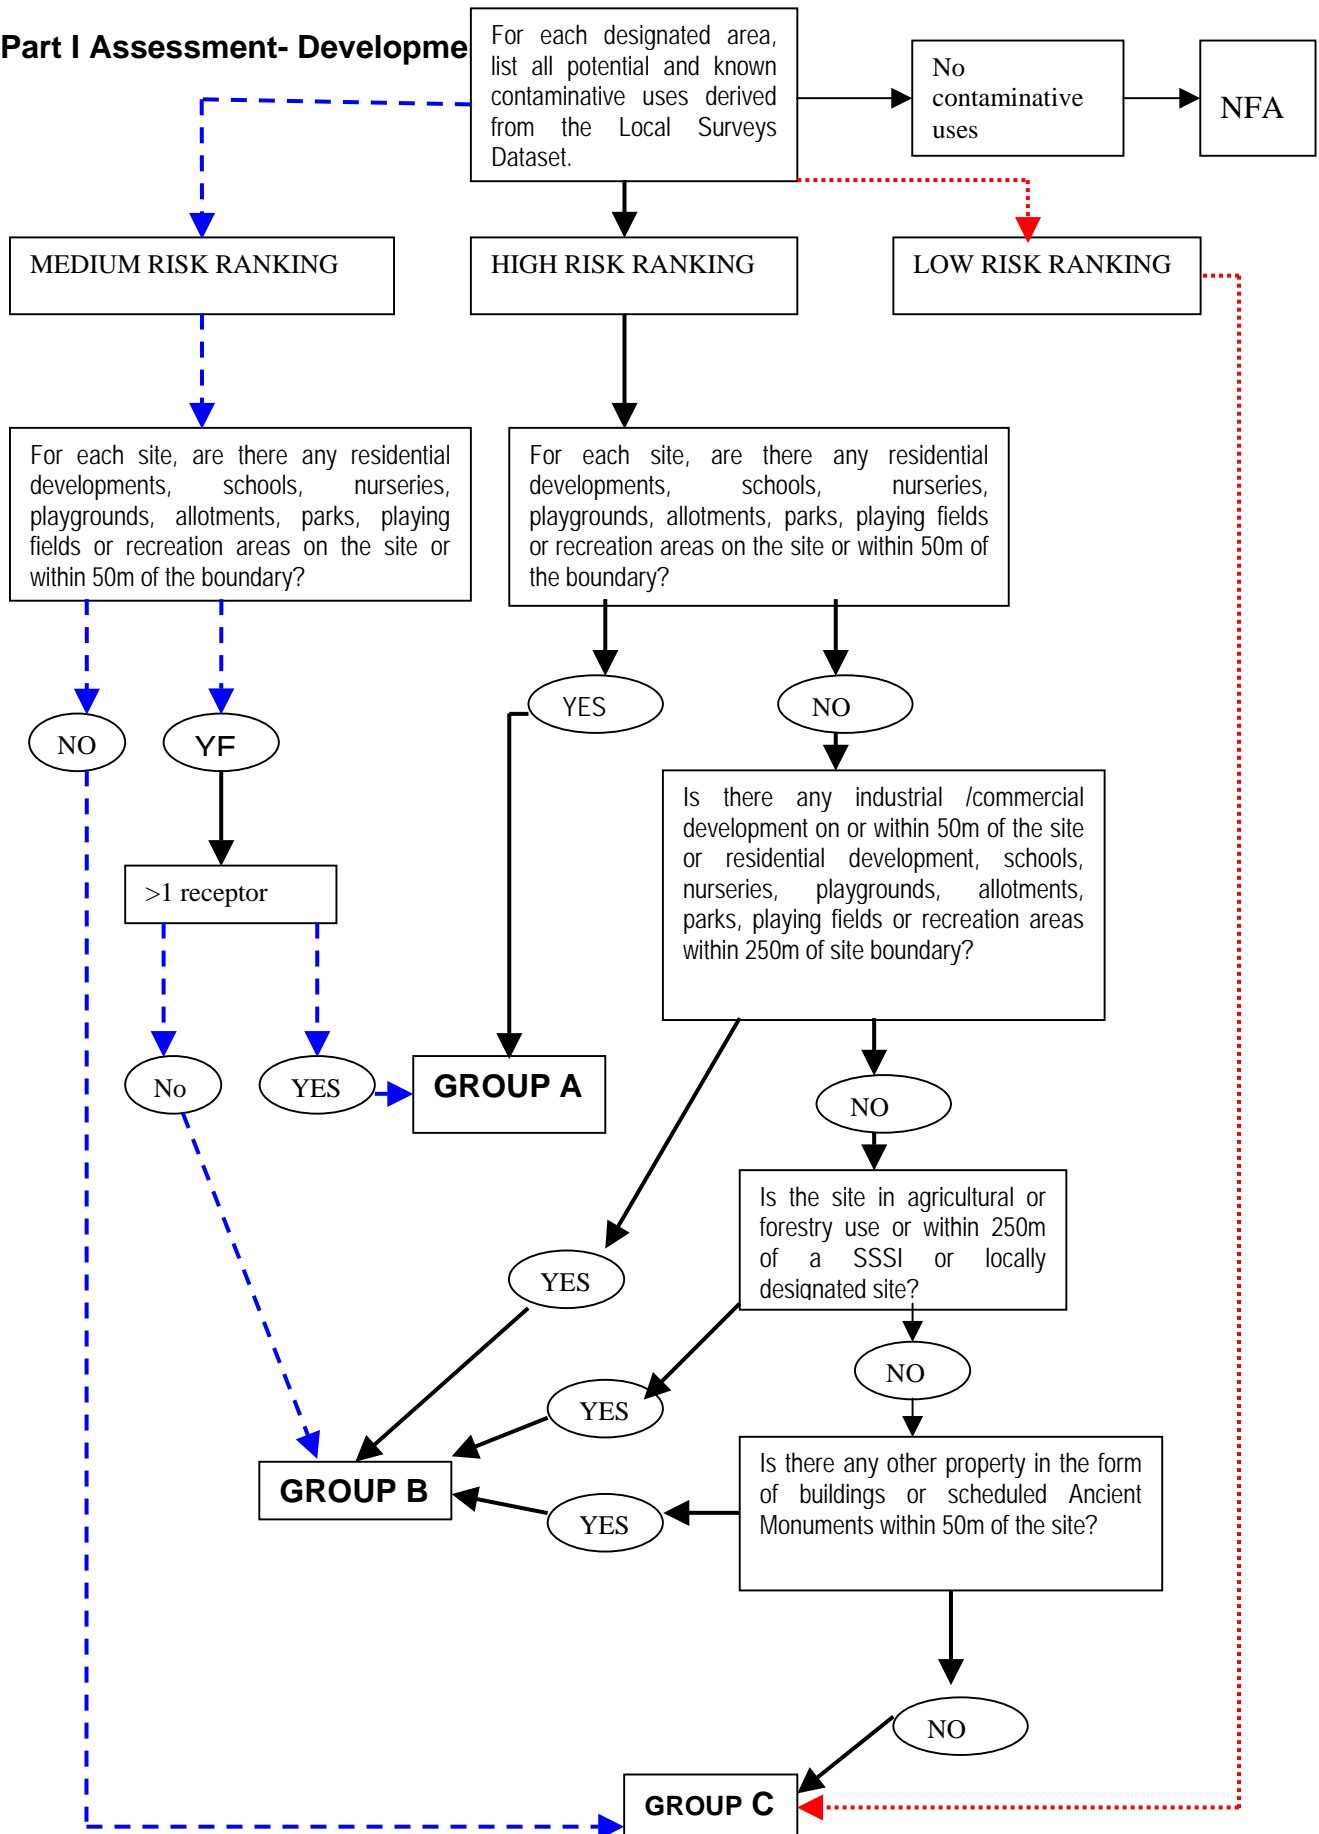 Part I Assessment- Developme
For each designated area,
list all potential and known
contaminative uses derived
from the Local Surveys
Dataset.
No
contaminative
uses
NFA
MEDIUM RISK RANKING
HIGH RISK RANKING
LOW RISK RANKING
For each site, are there any residential
developments, schools, nurseries,
playgrounds, allotments, parks, playing
fields or recreation areas on the site or
within 50m of the boundary?
For each site, are there any residential
developments, schools, nurseries,
playgrounds, allotments, parks, playing fields
or recreation areas on the site or within 50m of
the boundary?
YES
NO
NO
YF
Is there any industrial /commercial
development on or within 50m of the site
or residential development, schools,
nurseries, playgrounds, allotments,
parks, playing fields or recreation areas
within 250m of site boundary?
>1 receptor
No
YES
GROUP A
NO
Is the site in agricultural or
forestry use or within 250m
of a SSSI or locally
designated site?
YES
NO
YES
Is there any other property in the form
of buildings or scheduled Ancient
Monuments within 50m of the site?
GROUP B
YES
NO
GROUP C